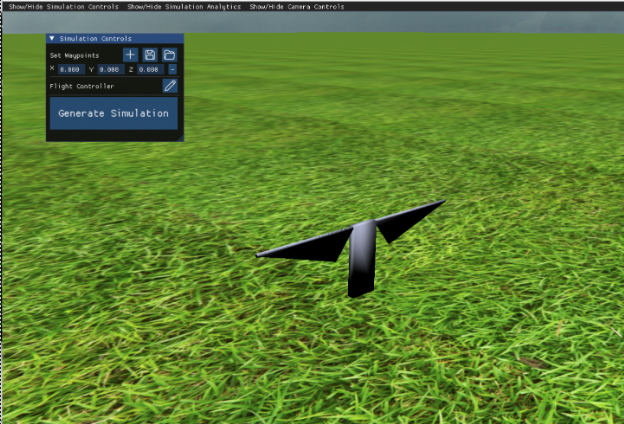 Show/Hide Simulation Controls Show/Hide Simulation Analytics Show/Hide Camera Controls
Simulation Controls
Set Waypoints
X 0.000 Y 0.000 Z 0.000 -
Flight Controller
Generate Simulation